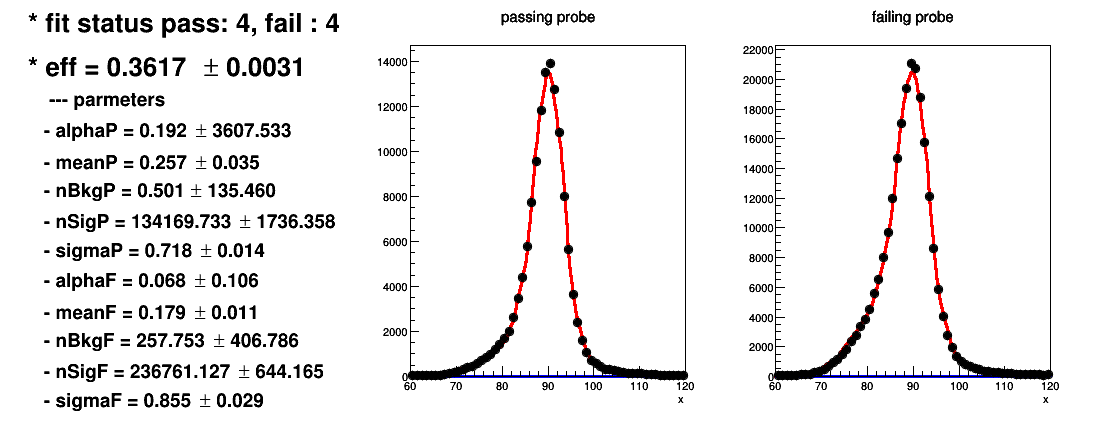 * fit status pass: 4, fail : 4
* eff = 0.3617 ± 0.0031
--- parmeters
- alphaP = 0.192 ± 3607.533
- meanP = 0.257 ± 0.035
- nBkgP = 0.501 ± 135.460
- nSigP = 134169.733 ± 1736.358
- sigmaP = 0.718 ± 0.014
- alphaF = 0.068 ± 0.106
- meanF = 0.179 ± 0.011
- nBkgF = 257.753 ± 406.786
- nSigF = 236761.127 ± 644.165
- sigmaF = 0.855 ± 0.029
passing probe
14000
12000
10000
8000
6000
4000
2000
0
60 70 80 90 100 110 120
x
failing probe
22000
20000
18000
16000
14000
12000
10000
8000
6000
4000
2000
0
60 70 80 90 100 110 120
x